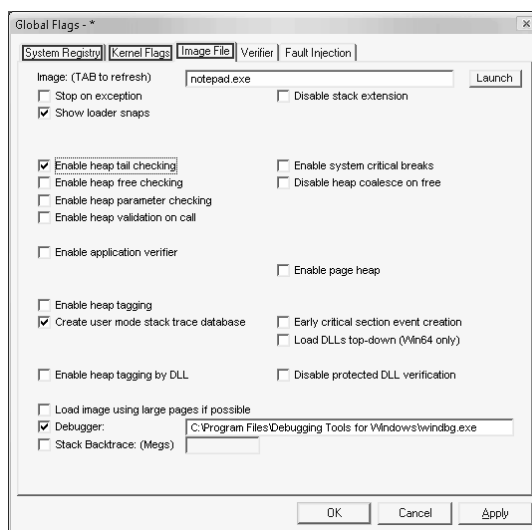 Global Flags - *
System Registry Kernel Flags Image File Verifier Fault Injection
Image: (TAB to refresh) notepad.exe Launch
Stop on exception Disable stack extension
Show loader snaps
Enable heap tail checking Enable system critical breaks
Enable heap free checking Disable heap coalesce on free
Enable heap parameter checking
Enable heap validation on call
Enable application verifier
Enable page heap
Enable heap tagging
Create user mode stack trace database Early critical section event creation
Load DLLs top-down (Win64 only)
Enable heap tagging by DLL Disable protected DLL verification
Load image using large pages if possible
Debugger: C:\Program Files\Debugging Tools for Windows\windbg.exe
Stack Backtrace: (Megs)
OK Cancel Apply